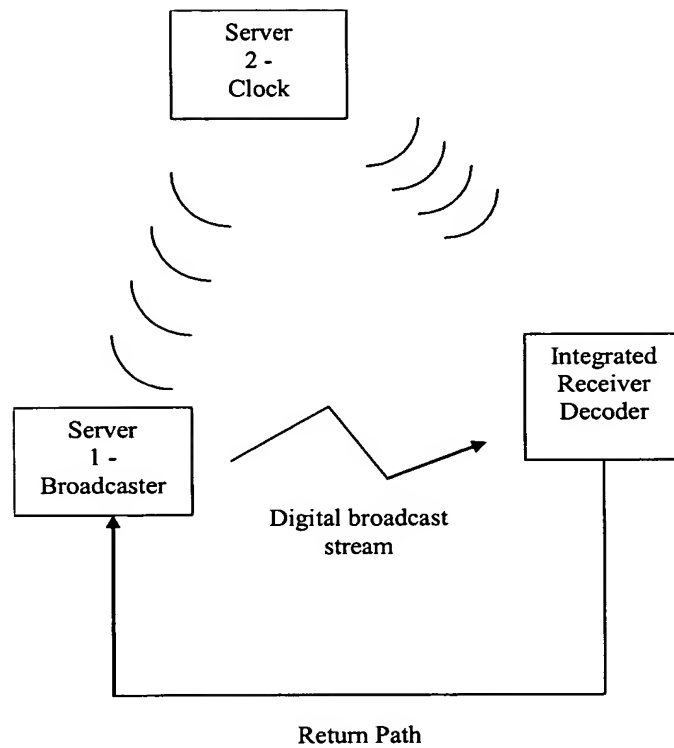 Server
2 -
Clock
Integrated
Receiver
Decoder
Server
1 -
Broadcaster
Digital broadcast
stream
Return Path